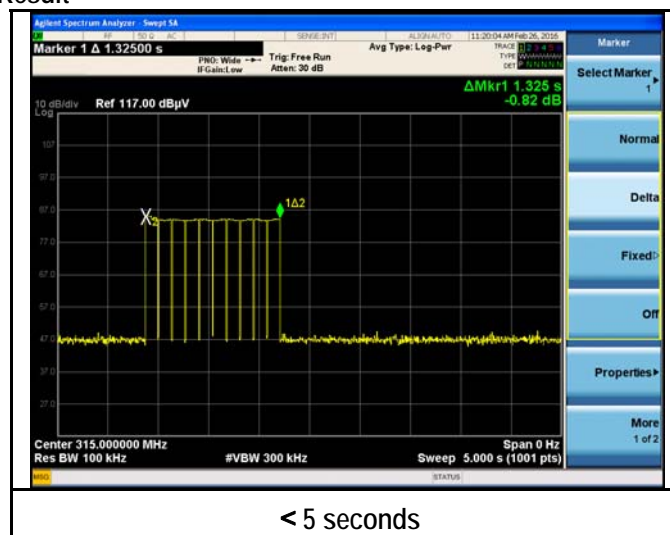 Result
Agilent Spectrum Analyzer - Swept SA
RF 50 Ω AC SENSE:INT ALIGNAUTO 11:20:04 AM Feb 26, 2016
Marker 1 Δ 1.32500 s
PNO: Wide
IFGain:Low
Trig: Free Run
Atten: 30 dB
Avg Type: Log-Pwr
TRACE 1 2 3 4 5 6
TYPE
DET P N N N N N
ΔMkr1 1.325 s
-0.82 dB
10 dB/div Ref 117.00 dBµV
Log
107
97.0
87.0
77.0
67.0
57.0
47.0
37.0
27.0
X2
1Δ2
Center 315.000000 MHz
Span 0 Hz
Res BW 100 kHz
#VBW 300 kHz
Sweep 5.000 s (1001 pts)
MSG
STATUS
Marker
Select Marker
1
Normal
Delta
Fixed
Off
Properties
More
1 of 2
< 5 seconds